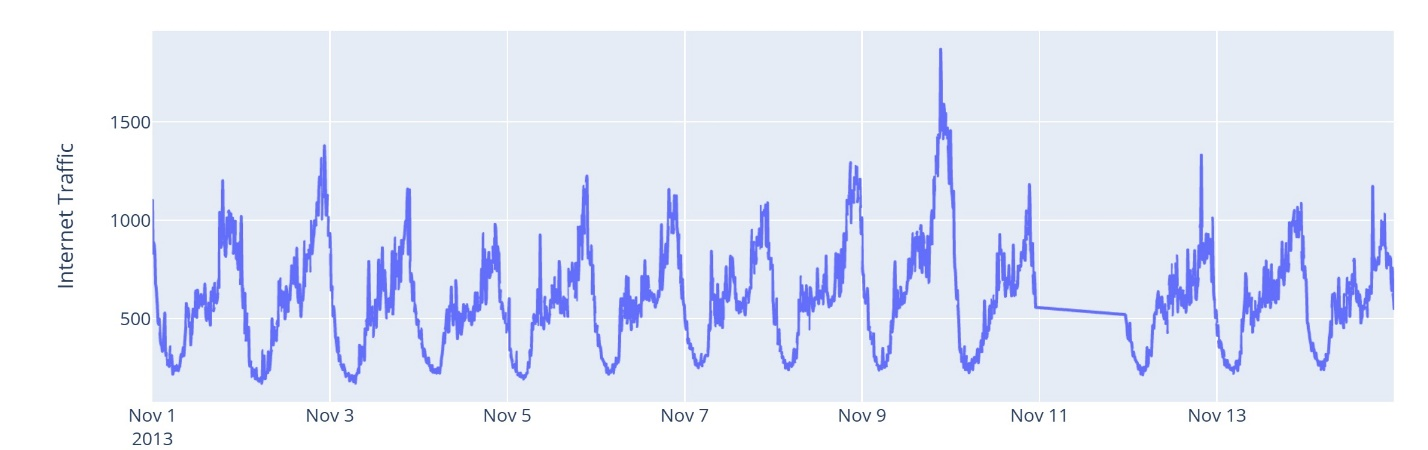 Internet Traffic
1500
1000
500
Nov 1
2013
Nov 3
Nov 5
Nov 7
Nov 9
Nov 11
Nov 13